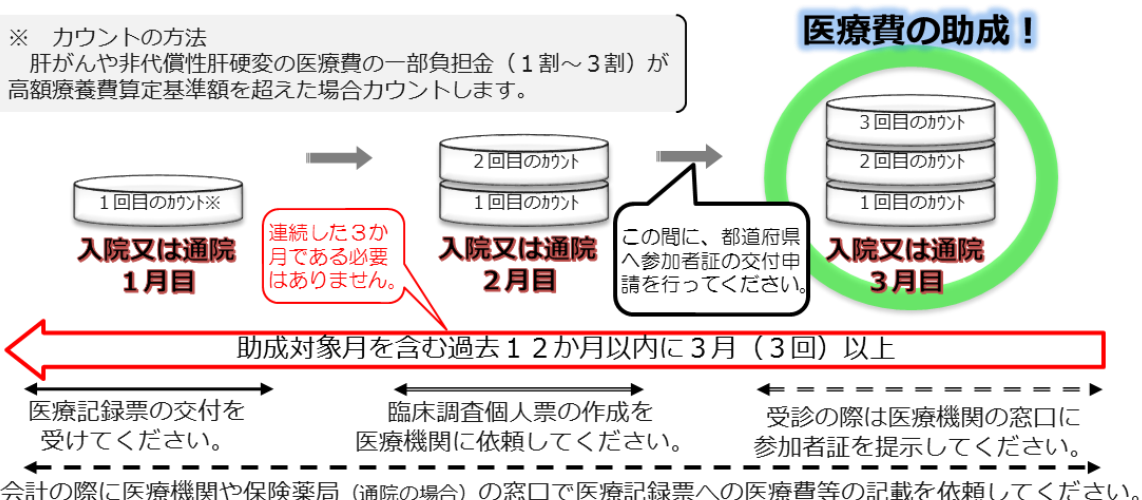 ※　カウントの方法
肝がんや非代償性肝硬変の医療費の一部負担金（１割～３割）が
高額療養費算定基準額を超えた場合カウントします。
医療費の助成！
１回目のｶｳﾝﾄ※
入院又は通院
１月目
連続した３か
月である必要
はありません。
２回目のｶｳﾝﾄ
１回目のｶｳﾝﾄ
入院又は通院
２月目
この間に、都道府県
へ参加者証の交付申
請を行ってください。
３回目のｶｳﾝﾄ
２回目のｶｳﾝﾄ
１回目のｶｳﾝﾄ
入院又は通院
３月目
助成対象月を含む過去１２か月以内に３月（３回）以上
医療記録票の交付を
受けてください。
臨床調査個人票の作成を
医療機関に依頼してください。
受診の際は医療機関の窓口に
参加者証を提示してください。
会計の際に医療機関や保険薬局（通院の場合）の窓口で医療記録票への医療費等の記載を依頼してください。